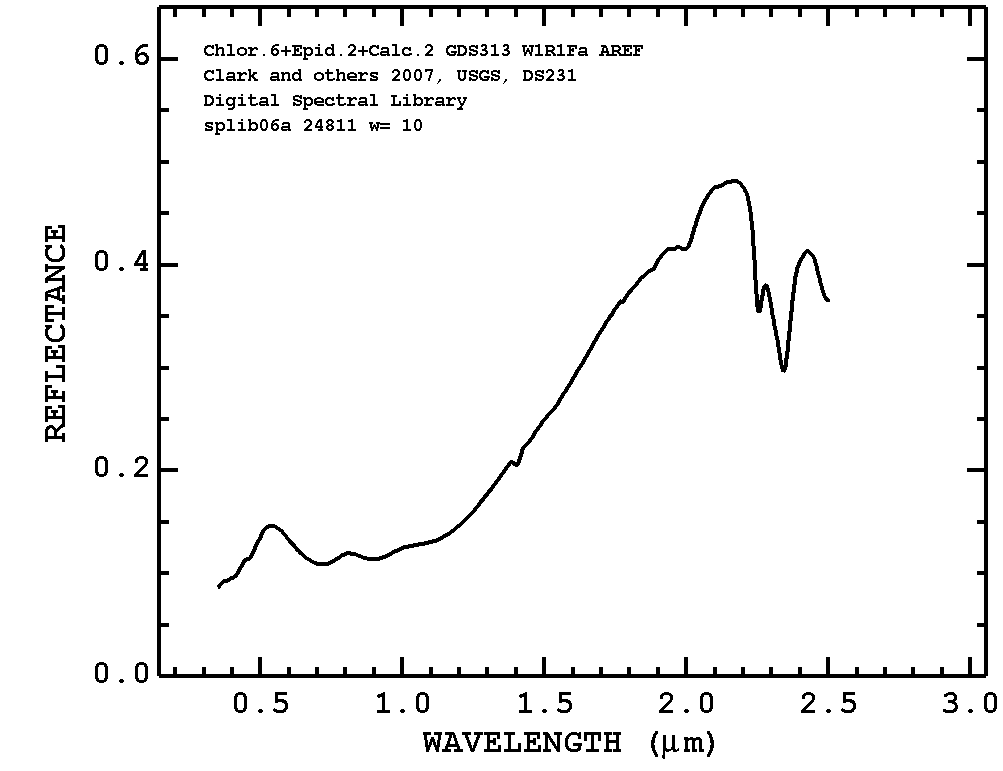 Chlor.6+Epid.2+Calc.2 GDS313 W1R1Fa AREF
Clark and others 2007, USGS, DS231
Digital Spectral Library
splib06a 24811 w= 10
REFLECTANCE
0.6
0.4
0.2
0.0
0.5 1.0 1.5 2.0 2.5 3.0
WAVELENGTH (μm)